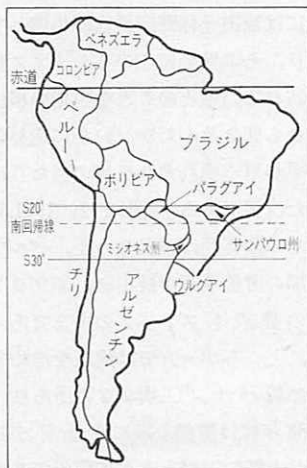 ベネズエラ
コロンビア
赤道
ペルー
ブラジル
ボリビア
パラグアイ
S20°
南回帰線
サンパウロ州
ミシオネス州
S30°
ウルグアイ
チリ
アルゼンチン